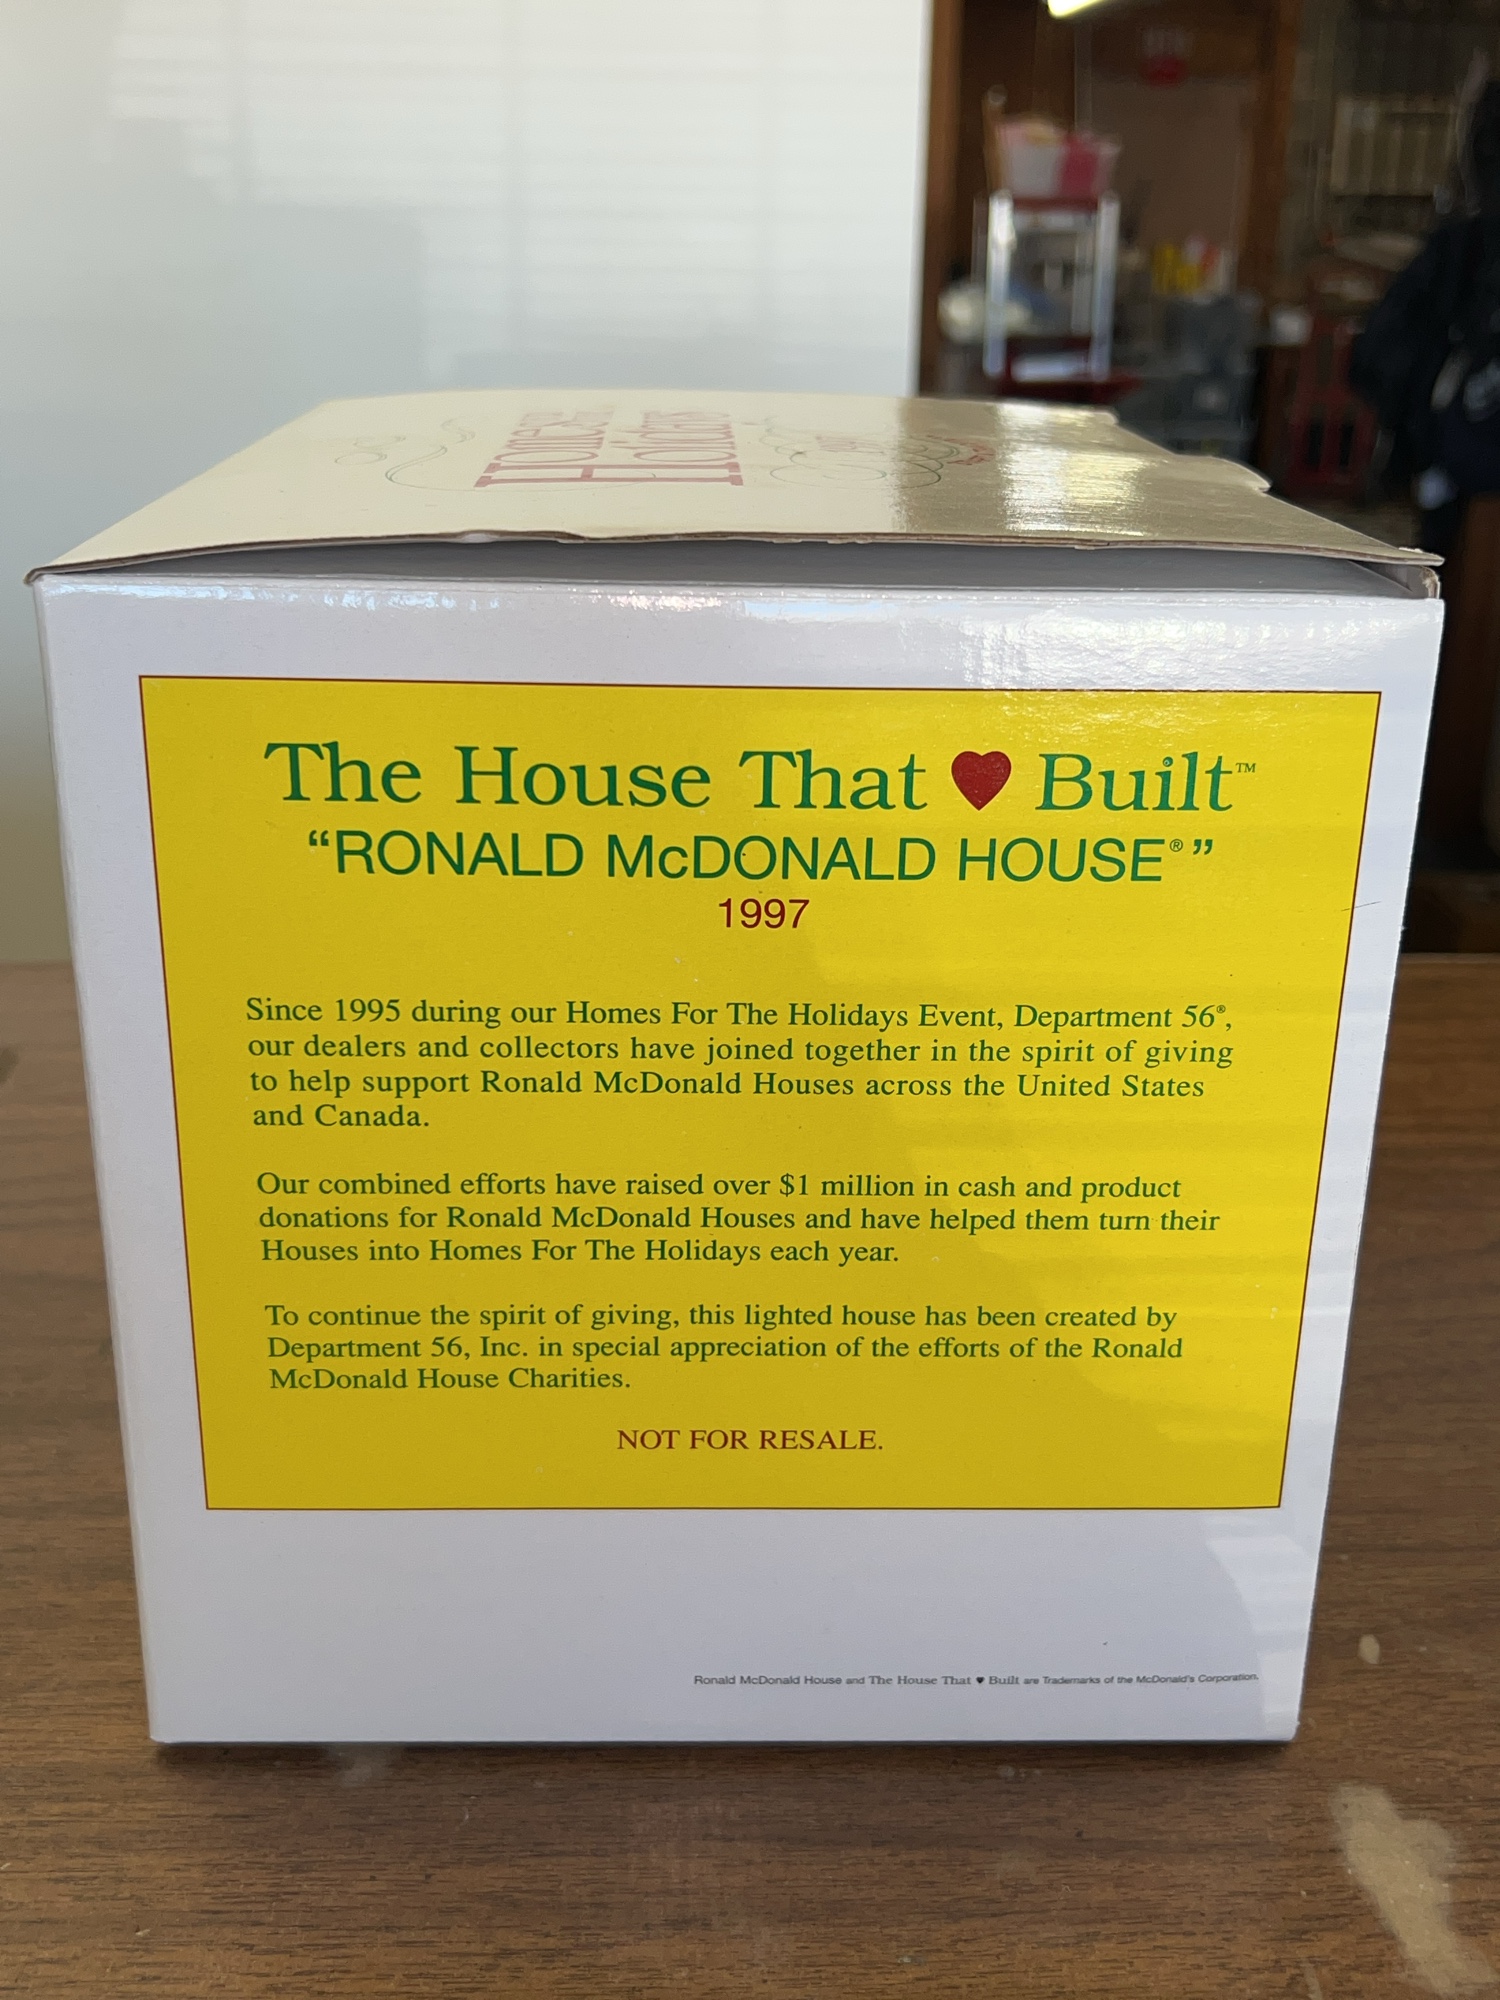 Homes For The
Holidays
The House That ♥ Built™
“RONALD McDONALD HOUSE®”
1997
Since 1995 during our Homes For The Holidays Event, Department 56®,
our dealers and collectors have joined together in the spirit of giving
to help support Ronald McDonald Houses across the United States
and Canada.
Our combined efforts have raised over $1 million in cash and product
donations for Ronald McDonald Houses and have helped them turn their
Houses into Homes For The Holidays each year.
To continue the spirit of giving, this lighted house has been created by
Department 56, Inc. in special appreciation of the efforts of the Ronald
McDonald House Charities.
NOT FOR RESALE.
Ronald McDonald House and The House That ♥ Built are Trademarks of the McDonald's Corporation.